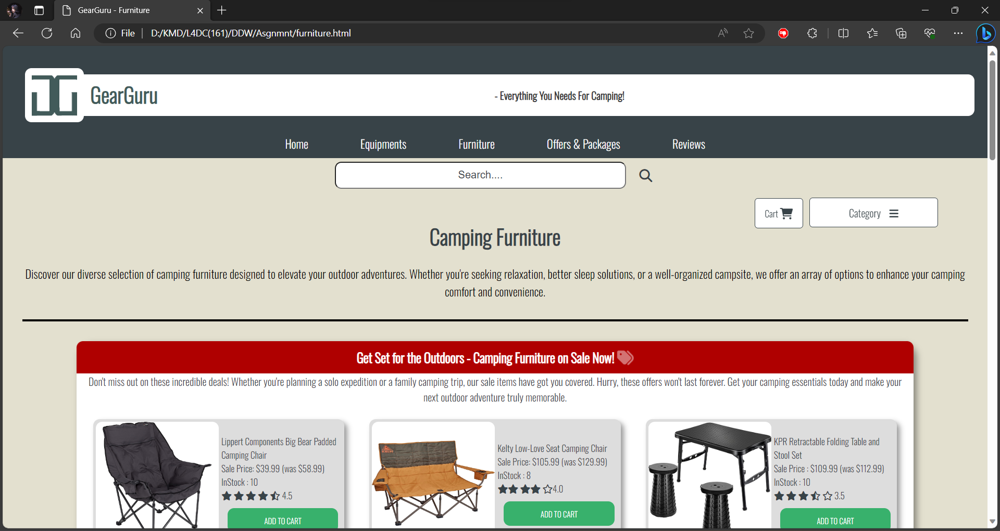 GearGuru - Furniture
File
D:/KMD/L4DC(161)/DDW/Asgnmnt/furniture.html
GearGuru
- Everything You Needs For Camping!
Home
Equipments
Furniture
Offers & Packages
Reviews
Search....
Cart
Category
Camping Furniture
Discover our diverse selection of camping furniture designed to elevate your outdoor adventures. Whether you're seeking relaxation, better sleep solutions, or a well-organized campsite, we offer an array of options to enhance your camping
comfort and convenience.
Get Set for the Outdoors - Camping Furniture on Sale Now!
Don't miss out on these incredible deals! Whether you're planning a solo expedition or a family camping trip, our sale items have got you covered. Hurry, these offers won't last forever. Get your camping essentials today and make your
next outdoor adventure truly memorable.
Lippert Components Big Bear Padded
Camping Chair
Sale Price: $39.99 (was $58.99)
InStock : 10
4.5
ADD TO CART
KELTY
Kelty Low-Love Seat Camping Chair
Sale Price: $105.99 (was $129.99)
InStock : 8
4.0
ADD TO CART
KPR Retractable Folding Table and
Stool Set
Sale Price : $109.99 (was $112.99)
InStock : 10
3.5
ADD TO CART